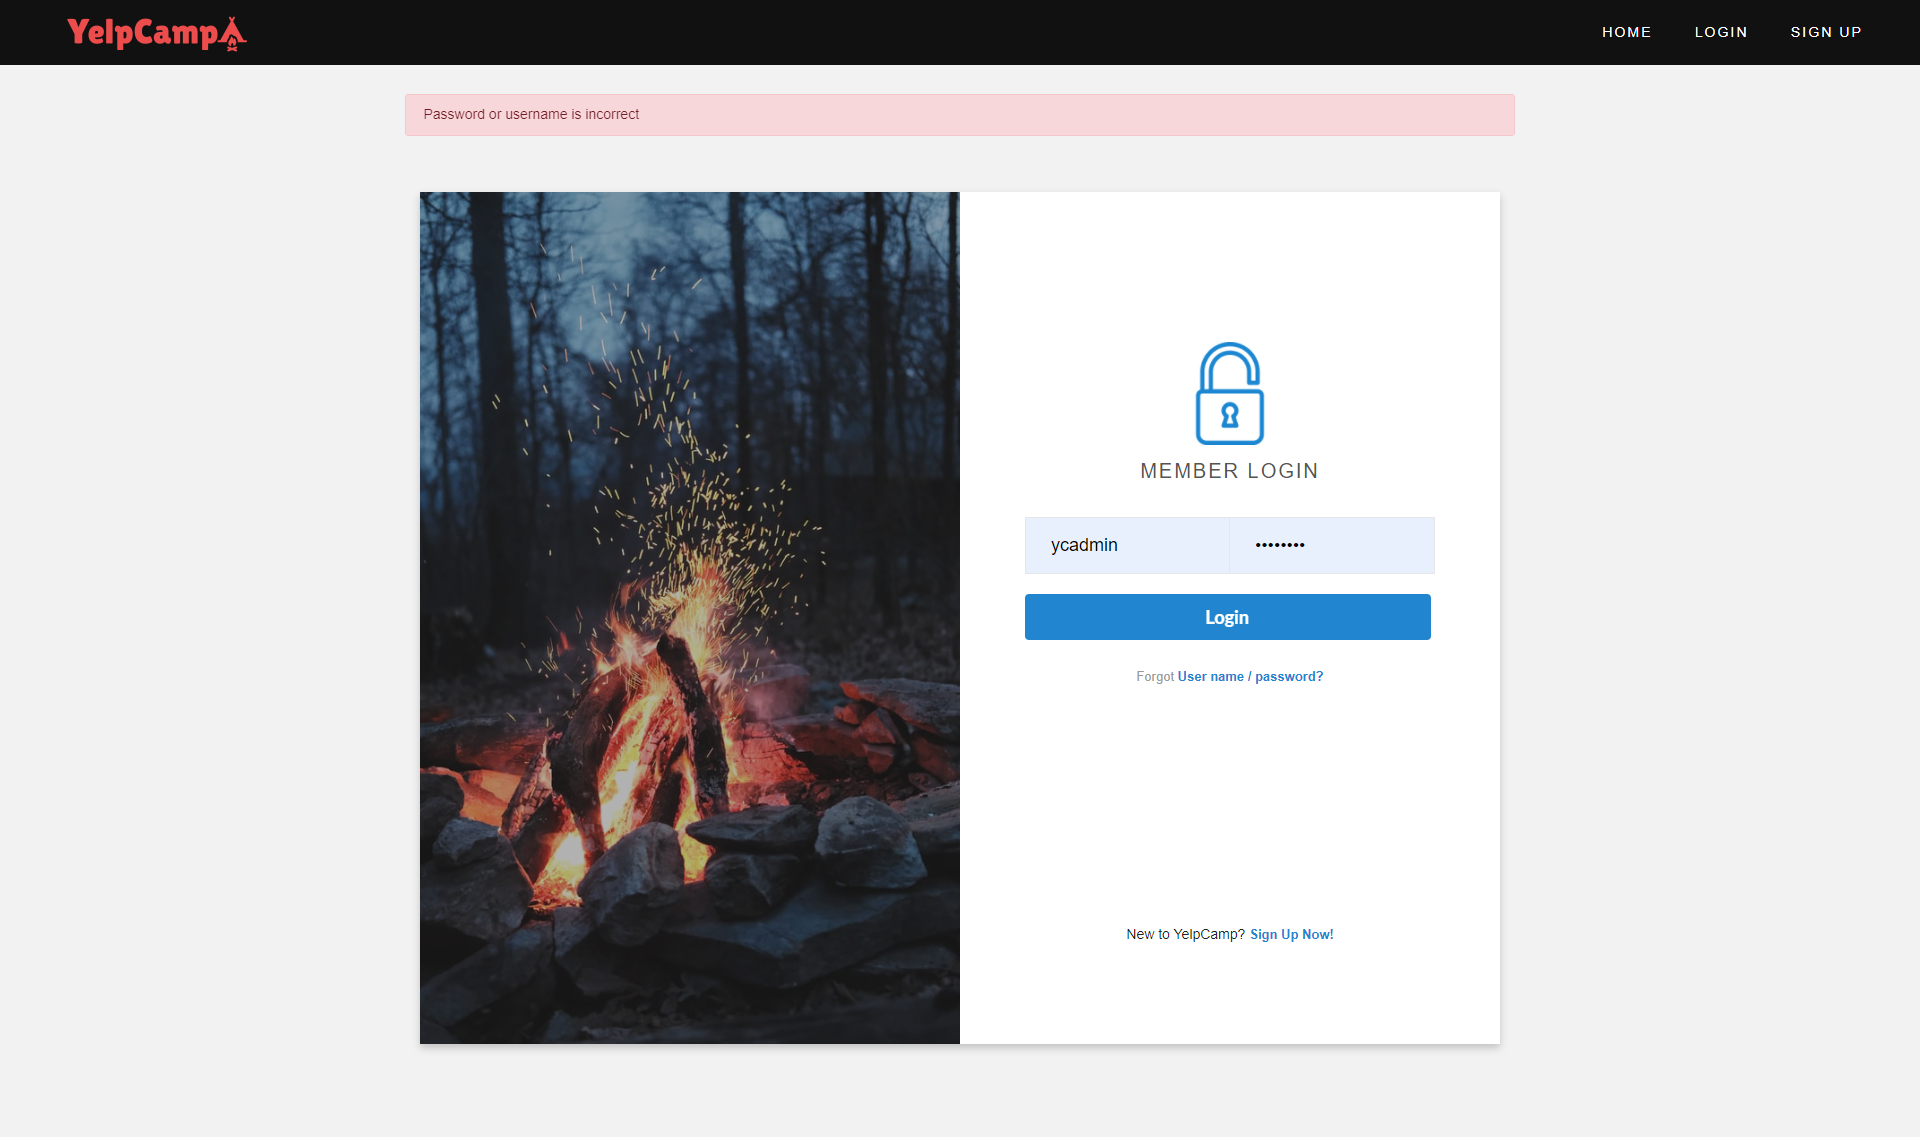 YelpCamp
HOME LOGIN SIGN UP
Password or username is incorrect
MEMBER LOGIN
ycadmin ••••••••
Login
Forgot User name / password?
New to YelpCamp? Sign Up Now!